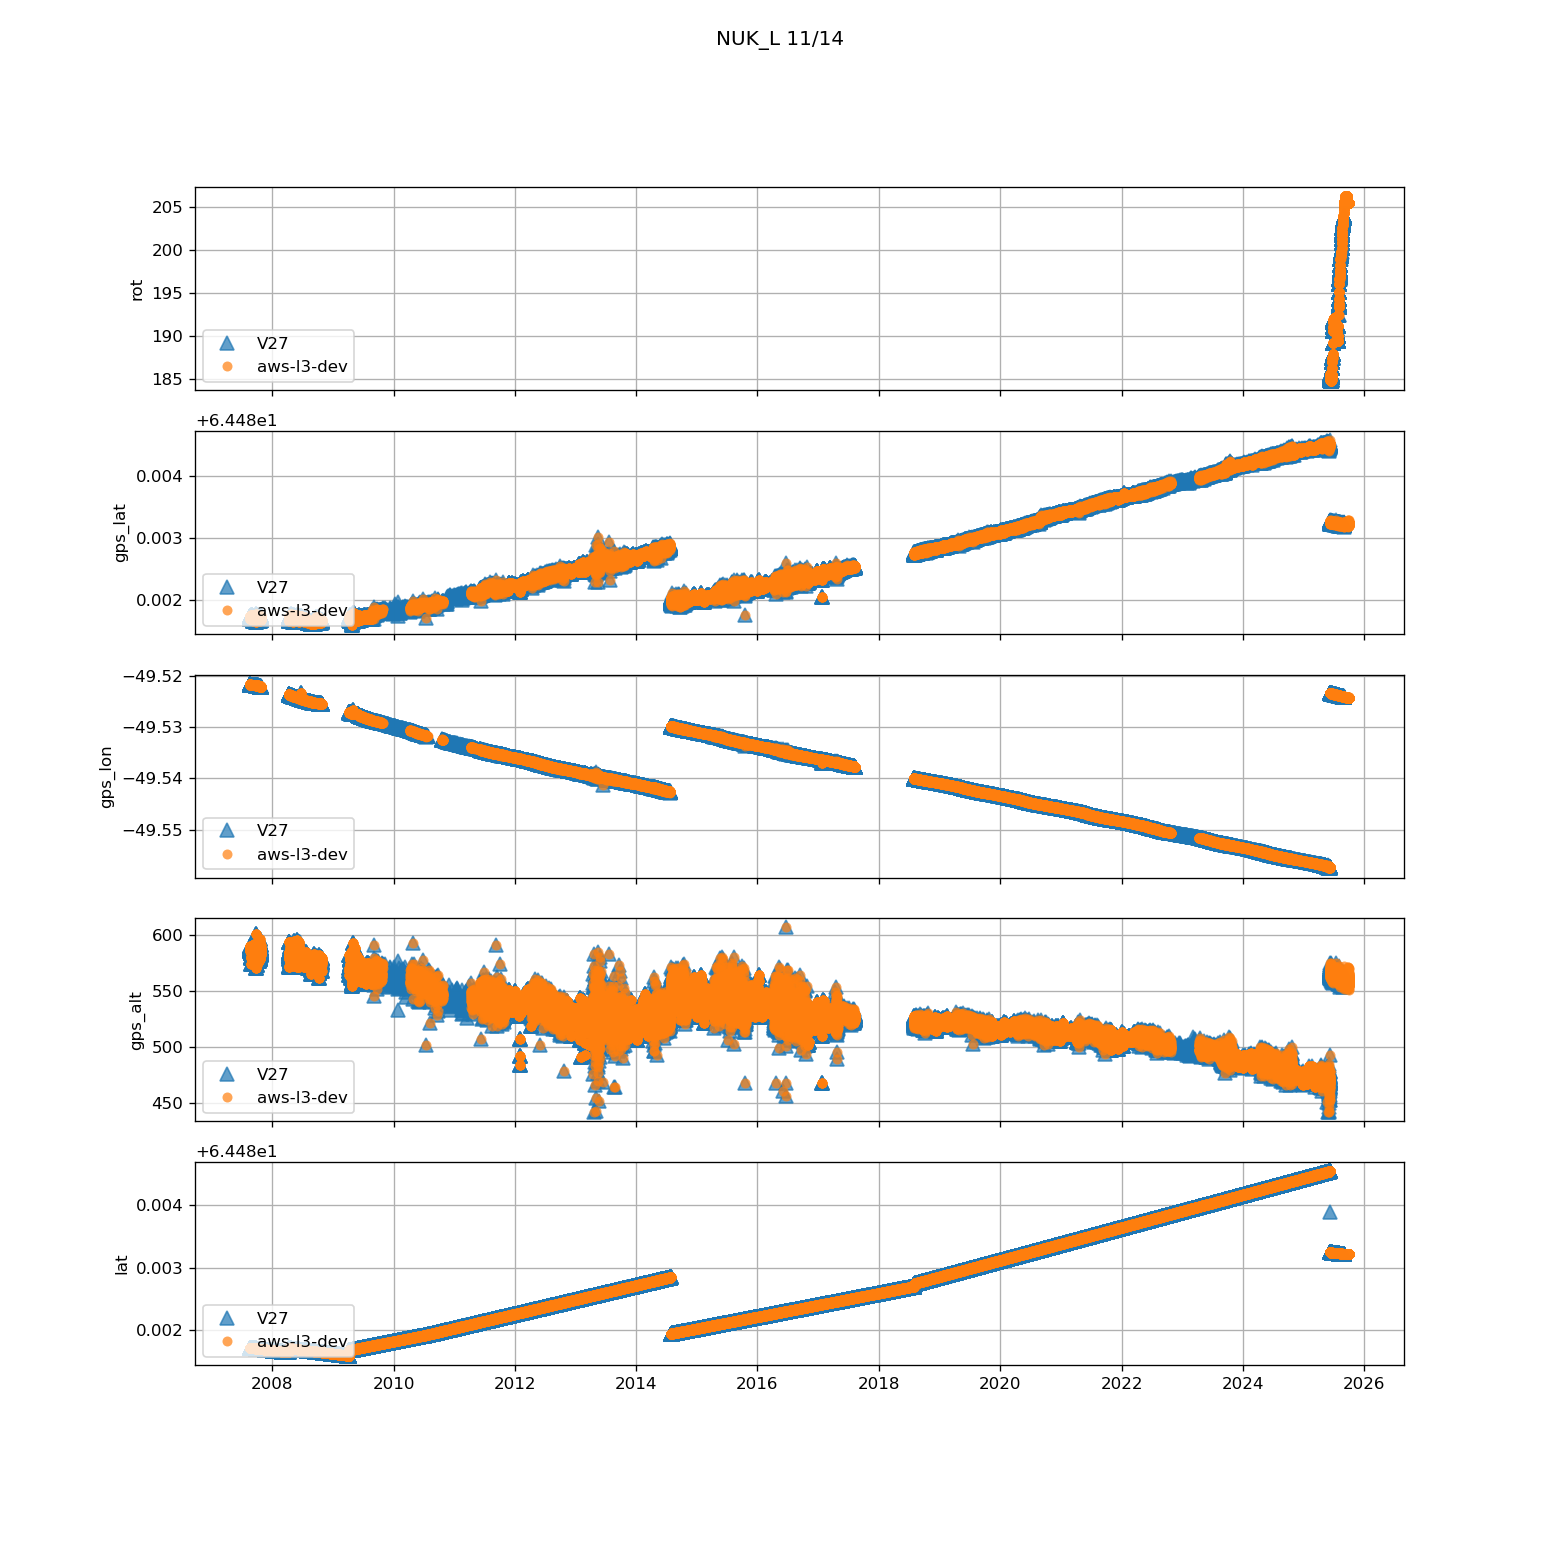 NUK_L 11/14
205
200
195
190
185
rot
V27
aws-l3-dev
+6.448e1
0.004
0.003
0.002
gps_lat
V27
aws-l3-dev
−49.52
−49.53
−49.54
−49.55
gps_lon
V27
aws-l3-dev
600
550
500
450
gps_alt
V27
aws-l3-dev
+6.448e1
0.004
0.003
0.002
lat
V27
aws-l3-dev
2008 2010 2012 2014 2016 2018 2020 2022 2024 2026